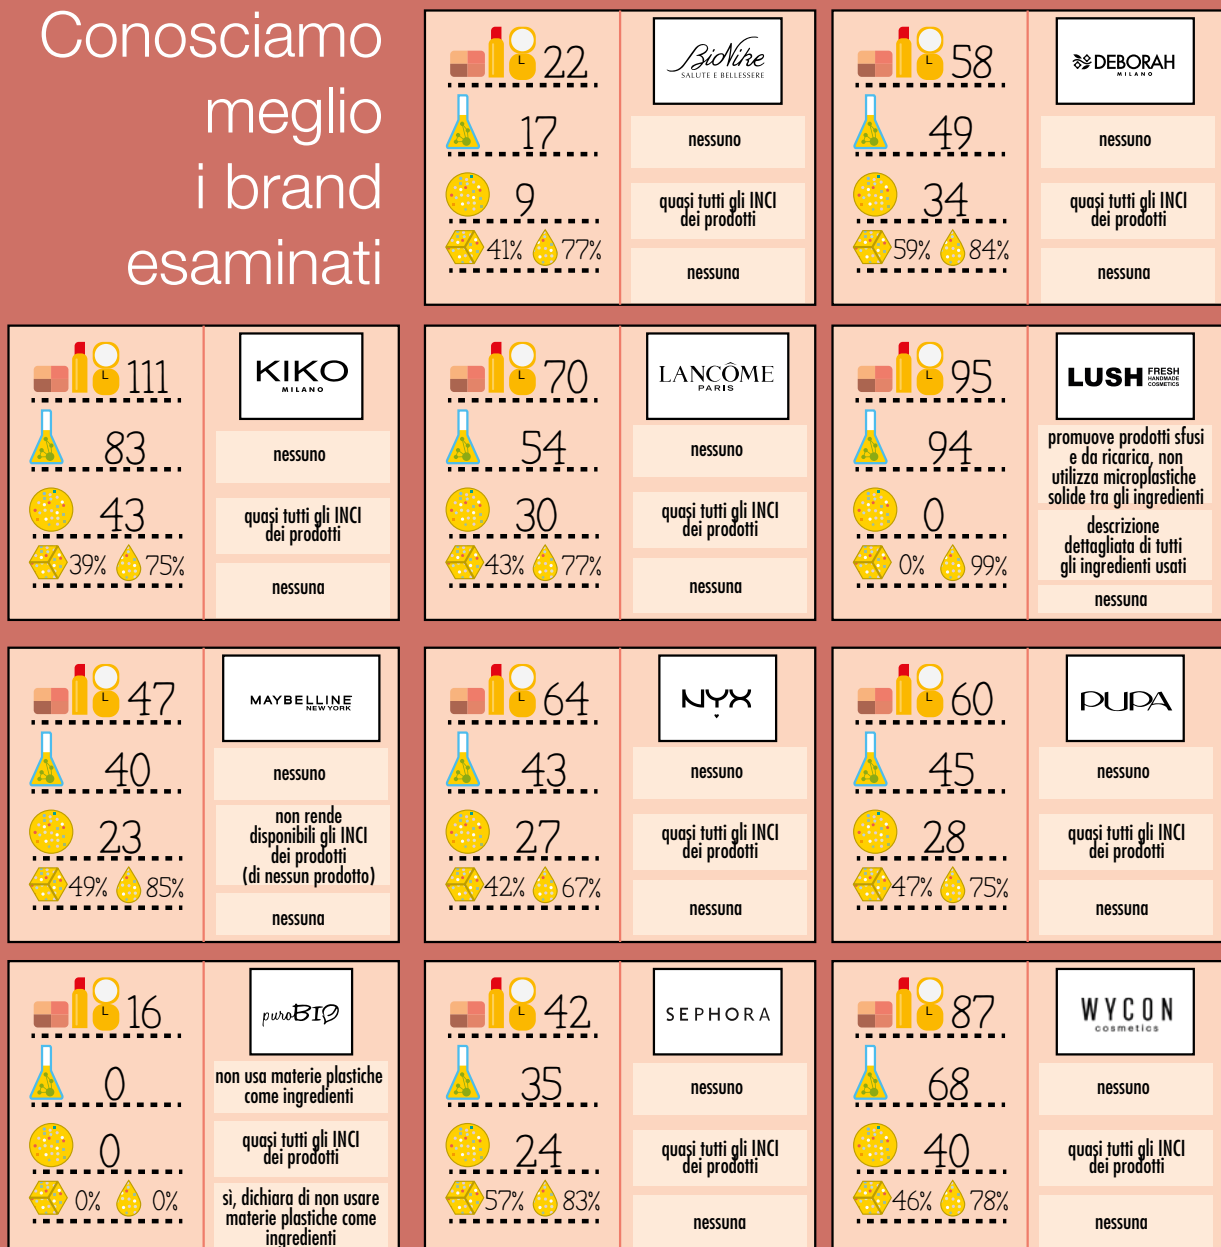 Conosciamo
meglio
i brand
esaminati
22
17
9
41% 77%
BioNike
SALUTE E BELLESSERE
nessuno
quasi tutti gli INCI
dei prodotti
nessuna
58
49
34
59% 84%
DEBORAH
MILANO
nessuno
quasi tutti gli INCI
dei prodotti
nessuna
111
83
43
39% 75%
KIKO
MILANO
nessuno
quasi tutti gli INCI
dei prodotti
nessuna
70
54
30
43% 77%
LANCÔME
PARIS
nessuno
quasi tutti gli INCI
dei prodotti
nessuna
95
94
0
0% 99%
LUSH FRESH
HANDMADE
COSMETICS
promuove prodotti sfusi
e da ricarica, non
utilizza microplastiche
solide tra gli ingredienti
descrizione
dettagliata di tutti
gli ingredienti usati
nessuna
47
40
23
49% 85%
MAYBELLINE
NEW YORK
nessuno
non rende
disponibili gli INCI
dei prodotti
(di nessun prodotto)
nessuna
64
43
27
42% 67%
NYX
nessuno
quasi tutti gli INCI
dei prodotti
nessuna
60
45
28
47% 75%
PUPA
nessuno
quasi tutti gli INCI
dei prodotti
nessuna
16
0
0
0% 0%
puroBIO
non usa materie plastiche
come ingredienti
quasi tutti gli INCI
dei prodotti
sì, dichiara di non usare
materie plastiche come
ingredienti
42
35
24
57% 83%
SEPHORA
nessuno
quasi tutti gli INCI
dei prodotti
nessuna
87
68
40
46% 78%
WYCON
cosmetics
nessuno
quasi tutti gli INCI
dei prodotti
nessuna